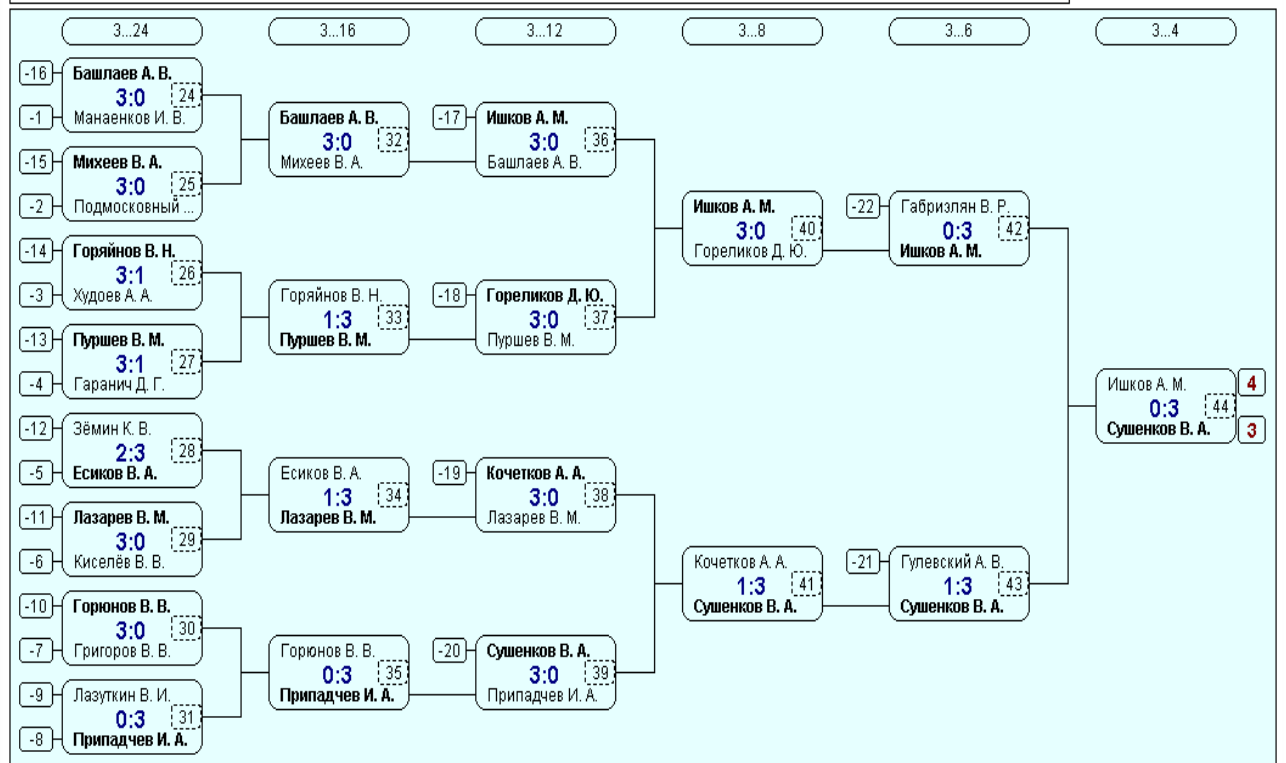 3...24
3...16
3...12
3...8
3...6
3...4
-16
Башлаев А. В.
3:0
24
-1
Манаенков И. В.
-15
Михеев В. А.
3:0
25
-2
Подмосковный ...
-14
Горяйнов В. Н.
3:1
26
-3
Худоев А. А.
-13
Пуршев В. М.
3:1
27
-4
Гаранич Д. Г.
-12
Зёмин К. В.
2:3
28
-5
Есиков В. А.
-11
Лазарев В. М.
3:0
29
-6
Киселёв В. В.
-10
Горюнов В. В.
3:0
30
-7
Григоров В. В.
-9
Лазуткин В. И.
0:3
31
-8
Припадчев И. А.
Башлаев А. В.
3:0
32
Михеев В. А.
Горяйнов В. Н.
1:3
33
Пуршев В. М.
Есиков В. А.
1:3
34
Лазарев В. М.
Горюнов В. В.
0:3
35
Припадчев И. А.
-17
Ишков А. М.
3:0
36
Башлаев А. В.
-18
Гореликов Д. Ю.
3:0
37
Пуршев В. М.
-19
Кочетков А. А.
3:0
38
Лазарев В. М.
-20
Сушенков В. А.
3:0
39
Припадчев И. А.
Ишков А. М.
3:0
40
Гореликов Д. Ю.
Кочетков А. А.
1:3
41
Сушенков В. А.
-22
Габризлян В. Р.
0:3
42
Ишков А. М.
-21
Гулевский А. В.
1:3
43
Сушенков В. А.
Ишков А. М.
4
0:3
44
Сушенков В. А.
3